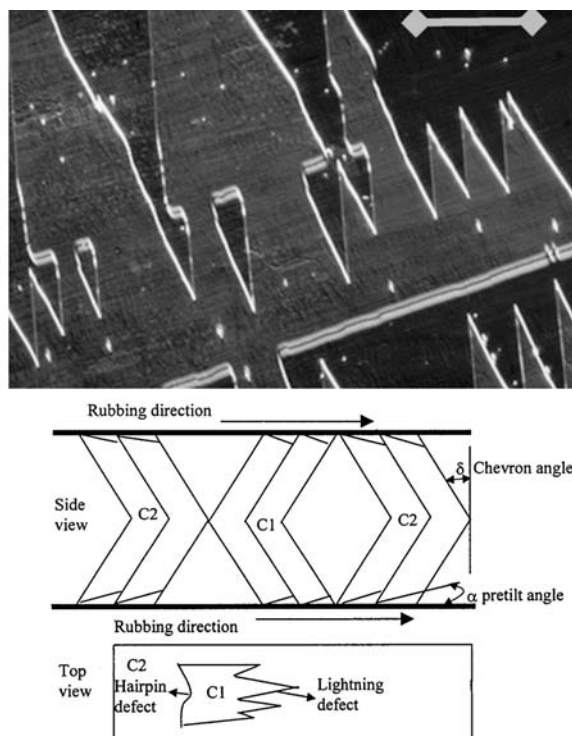 Rubbing direction
δ
Chevron angle
Side
view
C2
C1
C2
α pretilt angle
Rubbing direction
Top
view
C2
Hairpin
defect
C1
Lightning
defect